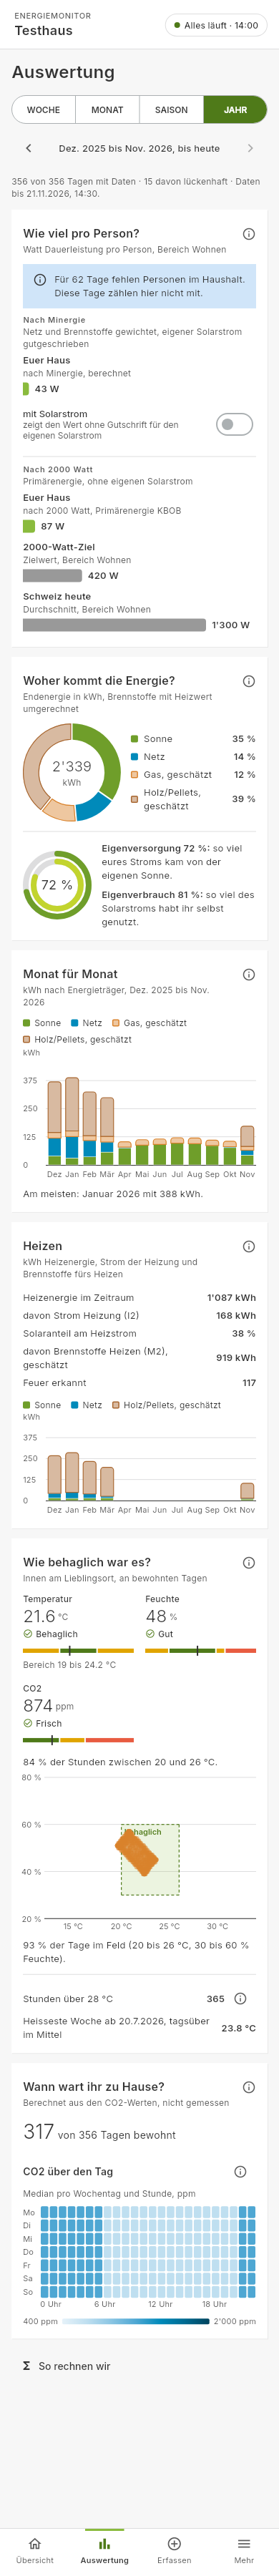 ENERGIEMONITOR
Testhaus
Alles läuft · 14:00
Auswertung
WOCHE
MONAT
SAISON
JAHR
Dez. 2025 bis Nov. 2026, bis heute
356 von 356 Tagen mit Daten · 15 davon lückenhaft · Daten
bis 21.11.2026, 14:30.
Wie viel pro Person?
Watt Dauerleistung pro Person, Bereich Wohnen
Für 62 Tage fehlen Personen im Haushalt.
Diese Tage zählen hier nicht mit.
Nach Minergie
Netz und Brennstoffe gewichtet, eigener Solarstrom
gutgeschrieben
Euer Haus
nach Minergie, berechnet
43 W
mit Solarstrom
zeigt den Wert ohne Gutschrift für den
eigenen Solarstrom
Nach 2000 Watt
Primärenergie, ohne eigenen Solarstrom
Euer Haus
nach 2000 Watt, Primärenergie KBOB
87 W
2000-Watt-Ziel
Zielwert, Bereich Wohnen
420 W
Schweiz heute
Durchschnitt, Bereich Wohnen
1'300 W
Woher kommt die Energie?
Endenergie in kWh, Brennstoffe mit Heizwert
umgerechnet
2'339
kWh
Sonne 35 %
Netz 14 %
Gas, geschätzt 12 %
Holz/Pellets,
geschätzt 39 %
72 %
Eigenversorgung 72 %: so viel
eures Stroms kam von der
eigenen Sonne.
Eigenverbrauch 81 %: so viel des
Solarstroms habt ihr selbst
genutzt.
Monat für Monat
kWh nach Energieträger, Dez. 2025 bis Nov.
2026
Sonne Netz Gas, geschätzt
Holz/Pellets, geschätzt
kWh
375
250
125
0
Dez Jan Feb Mär Apr Mai Jun Jul Aug Sep Okt Nov
Am meisten: Januar 2026 mit 388 kWh.
Heizen
kWh Heizenergie, Strom der Heizung und
Brennstoffe fürs Heizen
Heizenergie im Zeitraum 1'087 kWh
davon Strom Heizung (I2) 168 kWh
Solaranteil am Heizstrom 38 %
davon Brennstoffe Heizen (M2),
geschätzt 919 kWh
Feuer erkannt 117
Sonne Netz Holz/Pellets, geschätzt
kWh
375
250
125
0
Dez Jan Feb Mär Apr Mai Jun Jul Aug Sep Okt Nov
Wie behaglich war es?
Innen am Lieblingsort, an bewohnten Tagen
Temperatur
21.6 °C
Behaglich
Bereich 19 bis 24.2 °C
Feuchte
48 %
Gut
CO2
874 ppm
Frisch
84 % der Stunden zwischen 20 und 26 °C.
80 %
60 %
40 %
20 %
15 °C 20 °C 25 °C 30 °C
93 % der Tage im Feld (20 bis 26 °C, 30 bis 60 %
Feuchte).
Stunden über 28 °C 365
Heisseste Woche ab 20.7.2026, tagsüber
im Mittel 23.8 °C
Wann wart ihr zu Hause?
Berechnet aus den CO2-Werten, nicht gemessen
317 von 356 Tagen bewohnt
CO2 über den Tag
Median pro Wochentag und Stunde, ppm
Mo
Di
Mi
Do
Fr
Sa
So
0 Uhr 6 Uhr 12 Uhr 18 Uhr
400 ppm 2'000 ppm
Σ So rechnen wir
Übersicht
Auswertung
Erfassen
Mehr